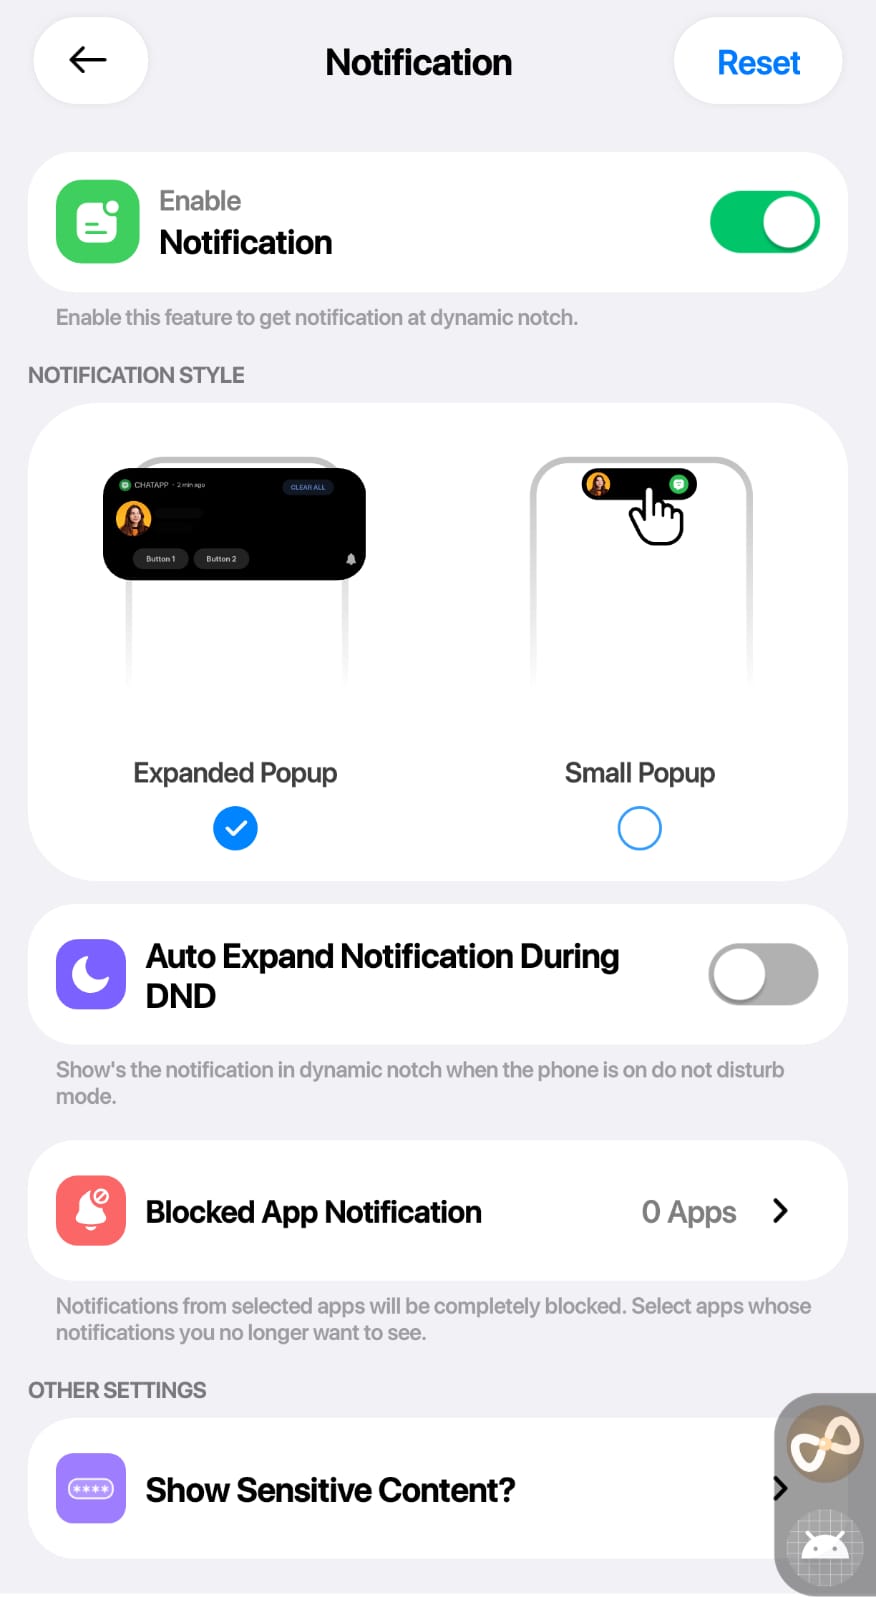 Notification
Reset
Enable
Notification
Enable this feature to get notification at dynamic notch.
NOTIFICATION STYLE
CHATAPP · 2 min ago
CLEAR ALL
Button 1
Button 2
Expanded Popup
Small Popup
Auto Expand Notification During
DND
Show's the notification in dynamic notch when the phone is on do not disturb
mode.
Blocked App Notification
0 Apps
Notifications from selected apps will be completely blocked. Select apps whose
notifications you no longer want to see.
OTHER SETTINGS
****
Show Sensitive Content?